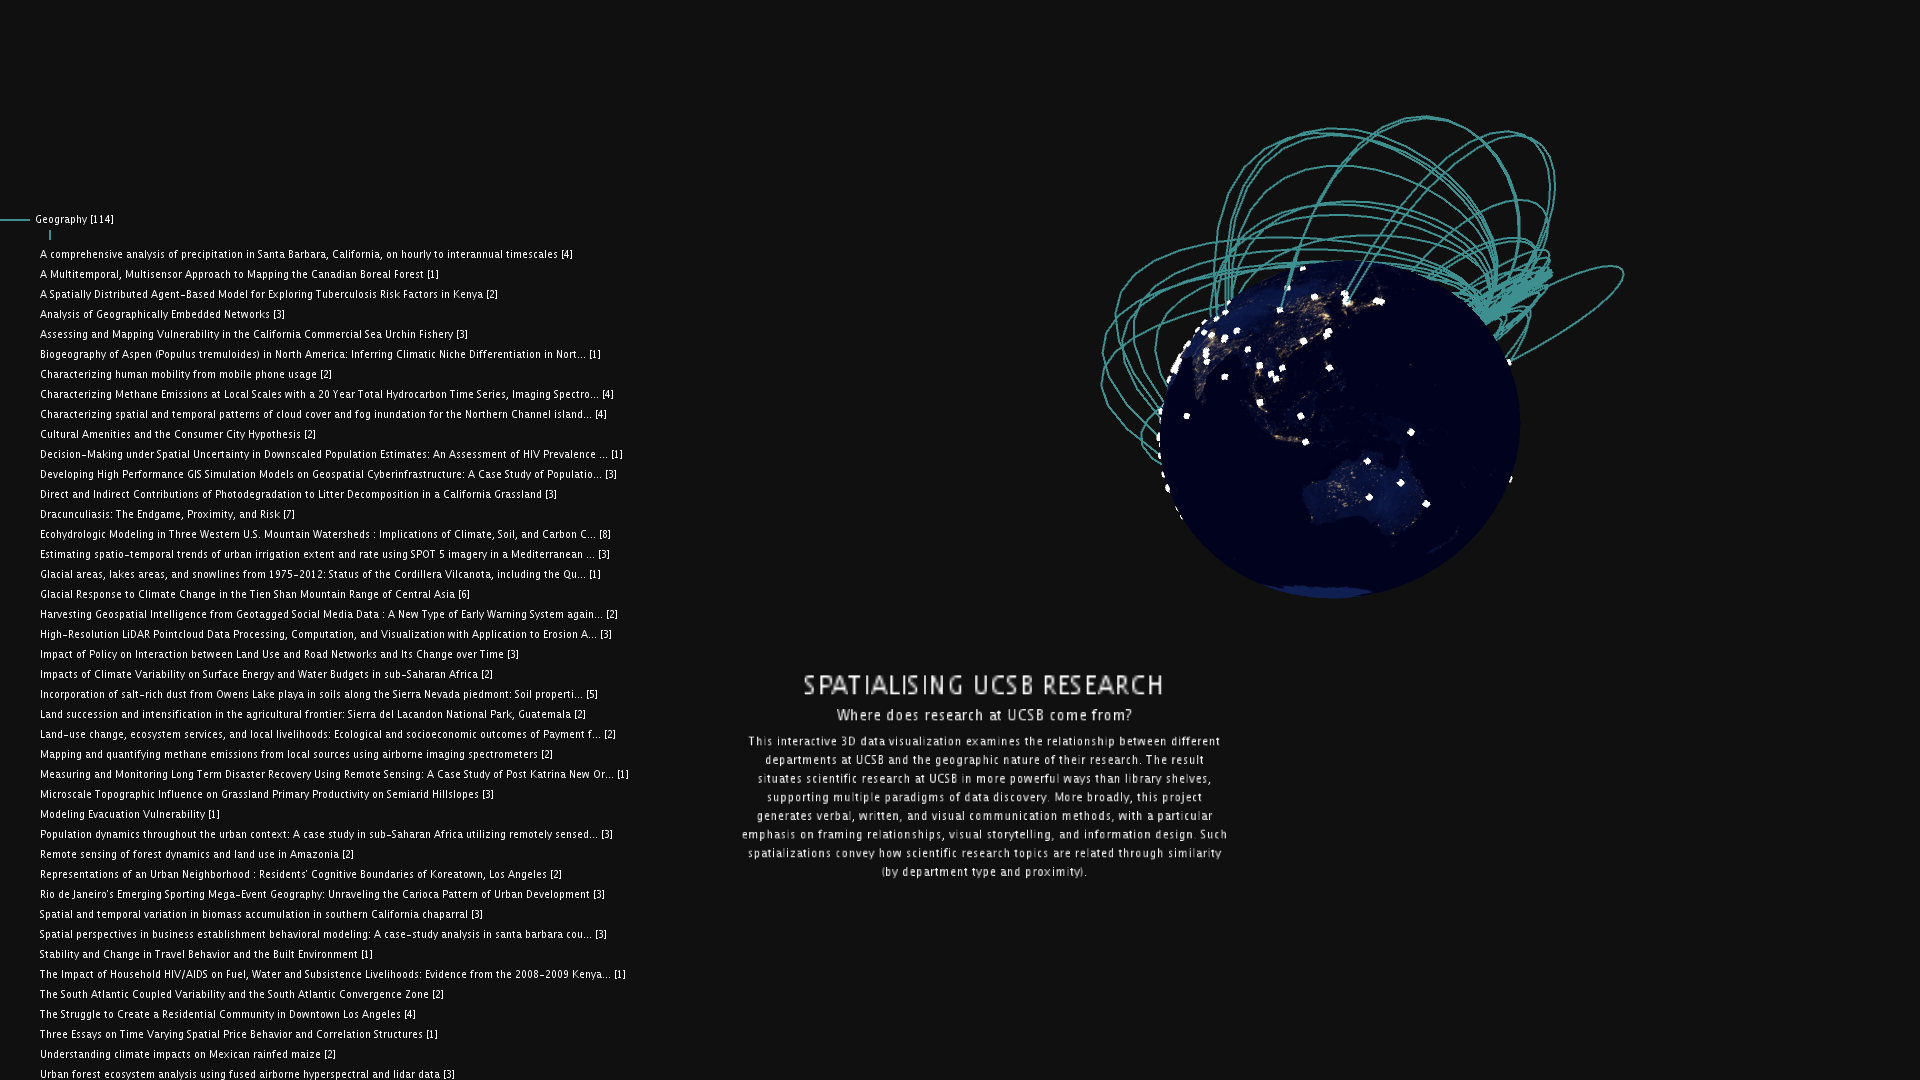 Geography [114]
A comprehensive analysis of precipitation in Santa Barbara, California, on hourly to interannual timescales [4]
A Multitemporal, Multisensor Approach to Mapping the Canadian Boreal Forest [1]
A Spatially Distributed Agent-Based Model for Exploring Tuberculosis Risk Factors in Kenya [2]
Analysis of Geographically Embedded Networks [3]
Assessing and Mapping Vulnerability in the California Commercial Sea Urchin Fishery [3]
Biogeography of Aspen (Populus tremuloides) in North America: Inferring Climatic Niche Differentiation in Nort... [1]
Characterizing human mobility from mobile phone usage [2]
Characterizing Methane Emissions at Local Scales with a 20 Year Total Hydrocarbon Time Series, Imaging Spectro... [4]
Characterizing spatial and temporal patterns of cloud cover and fog inundation for the Northern Channel island... [4]
Cultural Amenities and the Consumer City Hypothesis [2]
Decision-Making under Spatial Uncertainty in Downscaled Population Estimates: An Assessment of HIV Prevalence ... [1]
Developing High Performance GIS Simulation Models on Geospatial Cyberinfrastructure: A Case Study of Populatio... [3]
Direct and Indirect Contributions of Photodegradation to Litter Decomposition in a California Grassland [3]
Dracunculiasis: The Endgame, Proximity, and Risk [7]
Ecohydrologic Modeling in Three Western U.S. Mountain Watersheds : Implications of Climate, Soil, and Carbon C... [8]
Estimating spatio-temporal trends of urban irrigation extent and rate using SPOT 5 imagery in a Mediterranean ... [3]
Glacial areas, lakes areas, and snowlines from 1975-2012: Status of the Cordillera Vilcanota, including the Qu... [1]
Glacial Response to Climate Change in the Tien Shan Mountain Range of Central Asia [6]
Harvesting Geospatial Intelligence from Geotagged Social Media Data : A New Type of Early Warning System again... [2]
High-Resolution LiDAR Pointcloud Data Processing, Computation, and Visualization with Application to Erosion A... [3]
Impact of Policy on Interaction between Land Use and Road Networks and Its Change over Time [3]
Impacts of Climate Variability on Surface Energy and Water Budgets in sub-Saharan Africa [2]
Incorporation of salt-rich dust from Owens Lake playa in soils along the Sierra Nevada piedmont: Soil properti... [5]
Land succession and intensification in the agricultural frontier: Sierra del Lacandon National Park, Guatemala [2]
Land-use change, ecosystem services, and local livelihoods: Ecological and socioeconomic outcomes of Payment f... [2]
Mapping and quantifying methane emissions from local sources using airborne imaging spectrometers [2]
Measuring and Monitoring Long Term Disaster Recovery Using Remote Sensing: A Case Study of Post Katrina New Or... [1]
Microscale Topographic Influence on Grassland Primary Productivity on Semiarid Hillslopes [3]
Modeling Evacuation Vulnerability [1]
Population dynamics throughout the urban context: A case study in sub-Saharan Africa utilizing remotely sensed... [3]
Remote sensing of forest dynamics and land use in Amazonia [2]
Representations of an Urban Neighborhood : Residents' Cognitive Boundaries of Koreatown, Los Angeles [2]
Rio de Janeiro's Emerging Sporting Mega-Event Geography: Unraveling the Carioca Pattern of Urban Development [3]
Spatial and temporal variation in biomass accumulation in southern California chaparral [3]
Spatial perspectives in business establishment behavioral modeling: A case-study analysis in santa barbara cou... [3]
Stability and Change in Travel Behavior and the Built Environment [1]
The Impact of Household HIV/AIDS on Fuel, Water and Subsistence Livelihoods: Evidence from the 2008-2009 Kenya... [1]
The South Atlantic Coupled Variability and the South Atlantic Convergence Zone [2]
The Struggle to Create a Residential Community in Downtown Los Angeles [4]
Three Essays on Time Varying Spatial Price Behavior and Correlation Structures [1]
Understanding climate impacts on Mexican rainfed maize [2]
Urban forest ecosystem analysis using fused airborne hyperspectral and lidar data [3]
SPATIALISING UCSB RESEARCH
Where does research at UCSB come from?
This interactive 3D data visualization examines the relationship between different
departments at UCSB and the geographic nature of their research. The result
situates scientific research at UCSB in more powerful ways than library shelves,
supporting multiple paradigms of data discovery. More broadly, this project
generates verbal, written, and visual communication methods, with a particular
emphasis on framing relationships, visual storytelling, and information design. Such
spatializations convey how scientific research topics are related through similarity
(by department type and proximity).